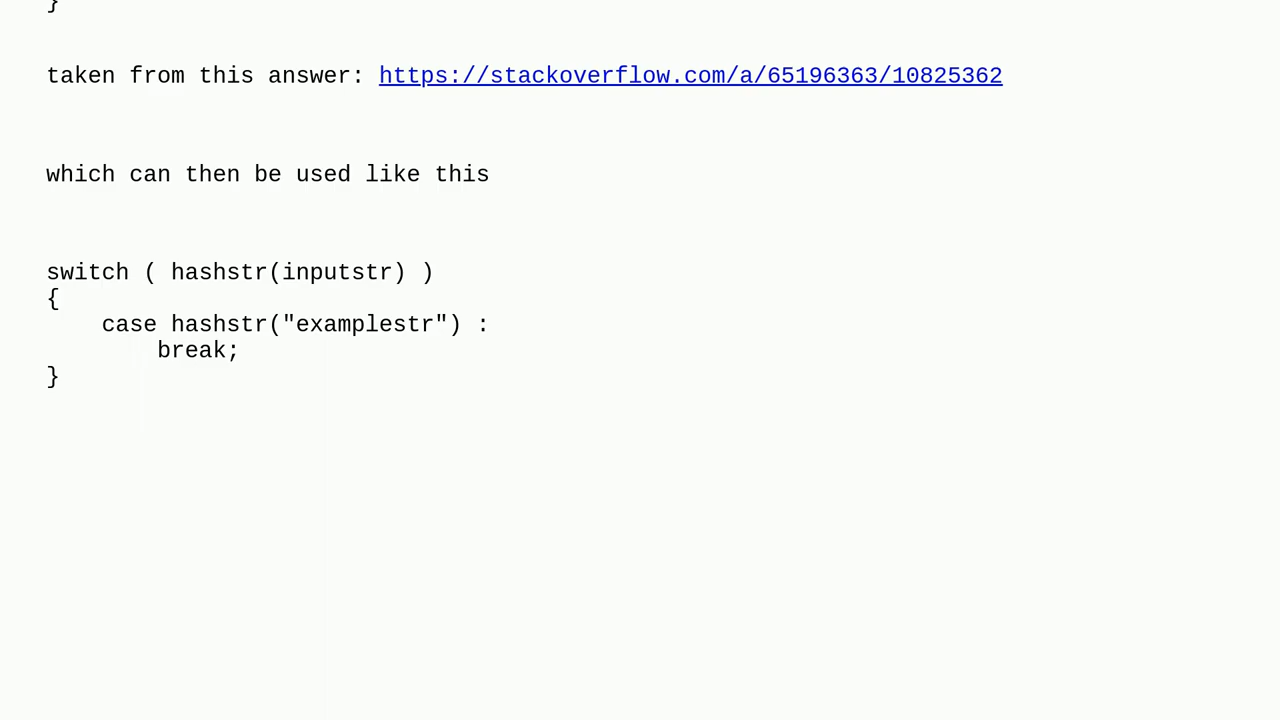 }
taken from this answer: https://stackoverflow.com/a/65196363/10825362
which can then be used like this
switch ( hashstr(inputstr) )
{
    case hashstr("examplestr") :
        break;
}